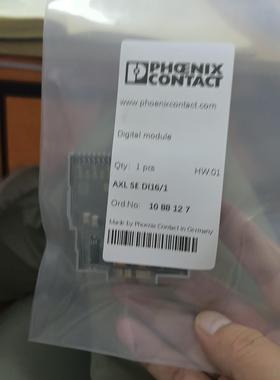 PHŒNIX
CONTACT
www.phoenixcontact.com
Digital module
Qty: 1 pcs HW:01
AXL SE DI16/1
Ord.No: 10 88 12 7
Made by Phoenix Contact in Germany